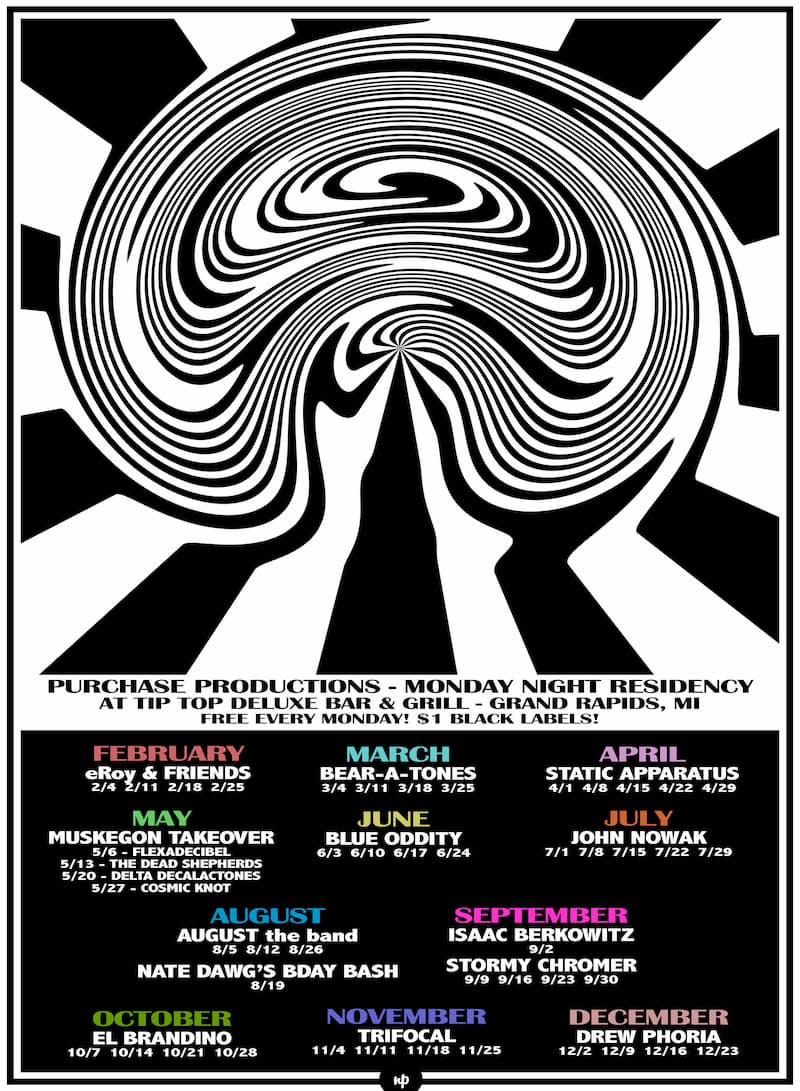 PURCHASE PRODUCTIONS - MONDAY NIGHT RESIDENCY
AT TIP TOP DELUXE BAR & GRILL - GRAND RAPIDS, MI
FREE EVERY MONDAY! $1 BLACK LABELS!
FEBRUARY
eRoy & FRIENDS
2/4 2/11 2/18 2/25
MARCH
BEAR-A-TONES
3/4 3/11 3/18 3/25
APRIL
STATIC APPARATUS
4/1 4/8 4/15 4/22 4/29
MAY
MUSKEGON TAKEOVER
5/6 - FLEXADECIBEL
5/13 - THE DEAD SHEPHERDS
5/20 - DELTA DECALACTONES
5/27 - COSMIC KNOT
JUNE
BLUE ODDITY
6/3 6/10 6/17 6/24
JULY
JOHN NOWAK
7/1 7/8 7/15 7/22 7/29
AUGUST
AUGUST the band
8/5 8/12 8/26
NATE DAWG'S BDAY BASH
8/19
SEPTEMBER
ISAAC BERKOWITZ
9/2
STORMY CHROMER
9/9 9/16 9/23 9/30
OCTOBER
EL BRANDINO
10/7 10/14 10/21 10/28
NOVEMBER
TRIFOCAL
11/4 11/11 11/18 11/25
DECEMBER
DREW PHORIA
12/2 12/9 12/16 12/23